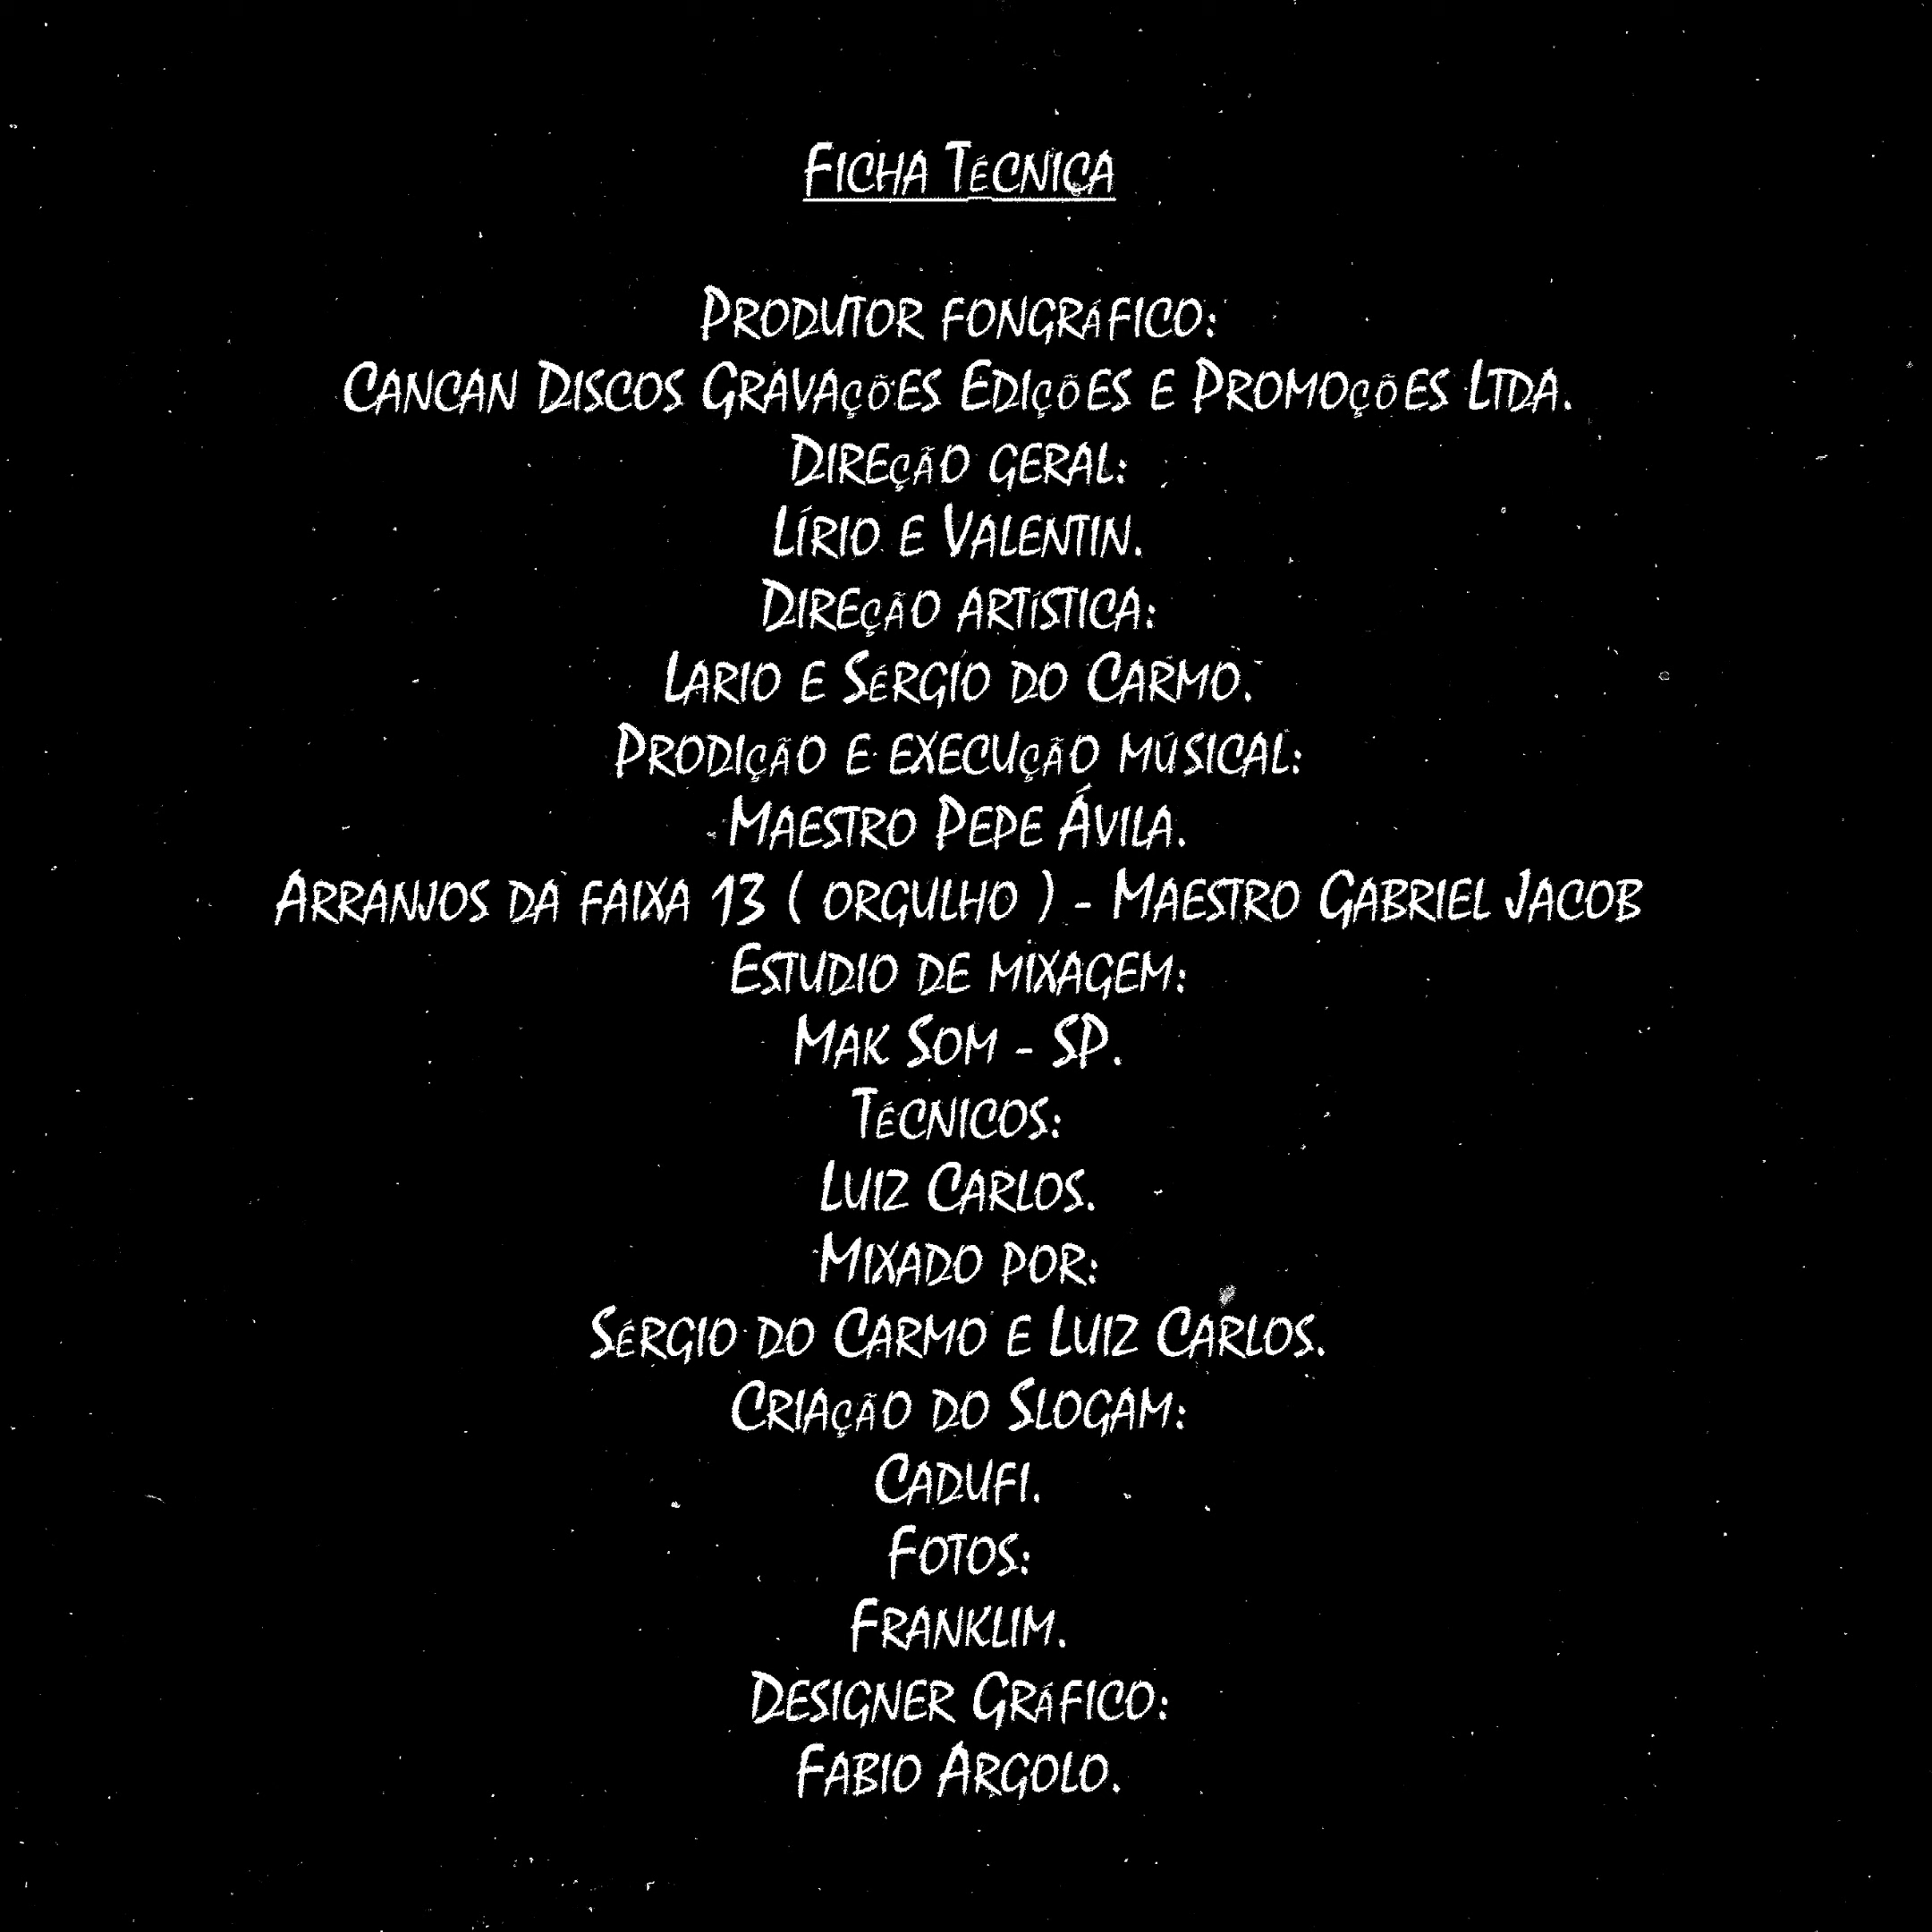 Ficha Técnica
Produtor fongráfico:
Cancan Discos Gravações Edições e Promoções Ltda.
Direção geral:
Lírio e Valentin.
Direção artística:
Lario e Sérgio do Carmo.
Prodição e execução músical:
Maestro Pepe Ávila.
Arranjos da faixa 13 ( orgulho ) - Maestro Gabriel Jacob
Estudio de mixagem:
Mak Som - SP.
Técnicos:
Luiz Carlos.
Mixado por:
Sérgio do Carmo e Luiz Carlos.
Criação do Slogam:
Cadufi.
Fotos:
Franklim.
Designer Gráfico:
Fabio Argolo.